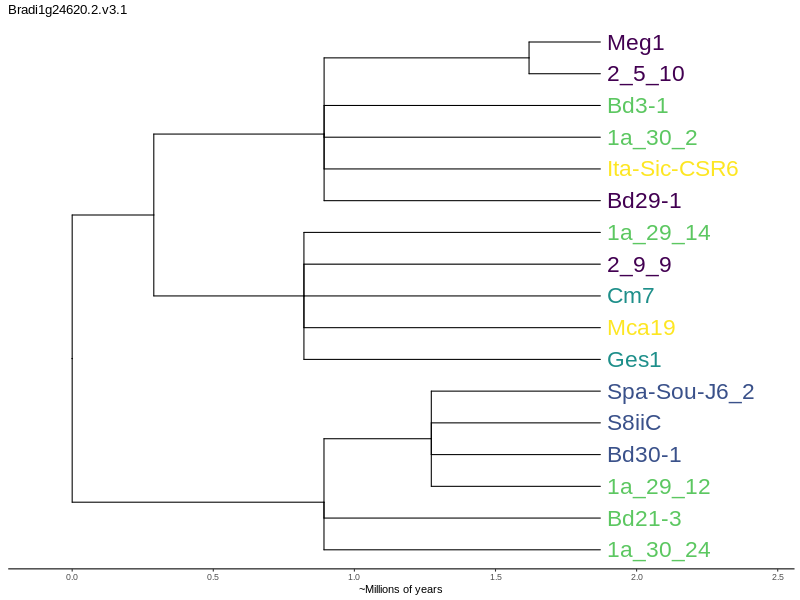 Bradi1g24620.2.v3.1
Meg1
2_5_10
Bd3-1
1a_30_2
Ita-Sic-CSR6
Bd29-1
1a_29_14
2_9_9
Cm7
Mca19
Ges1
Spa-Sou-J6_2
S8iiC
Bd30-1
1a_29_12
Bd21-3
1a_30_24
0.0 0.5 1.0 1.5 2.0 2.5
~Millions of years